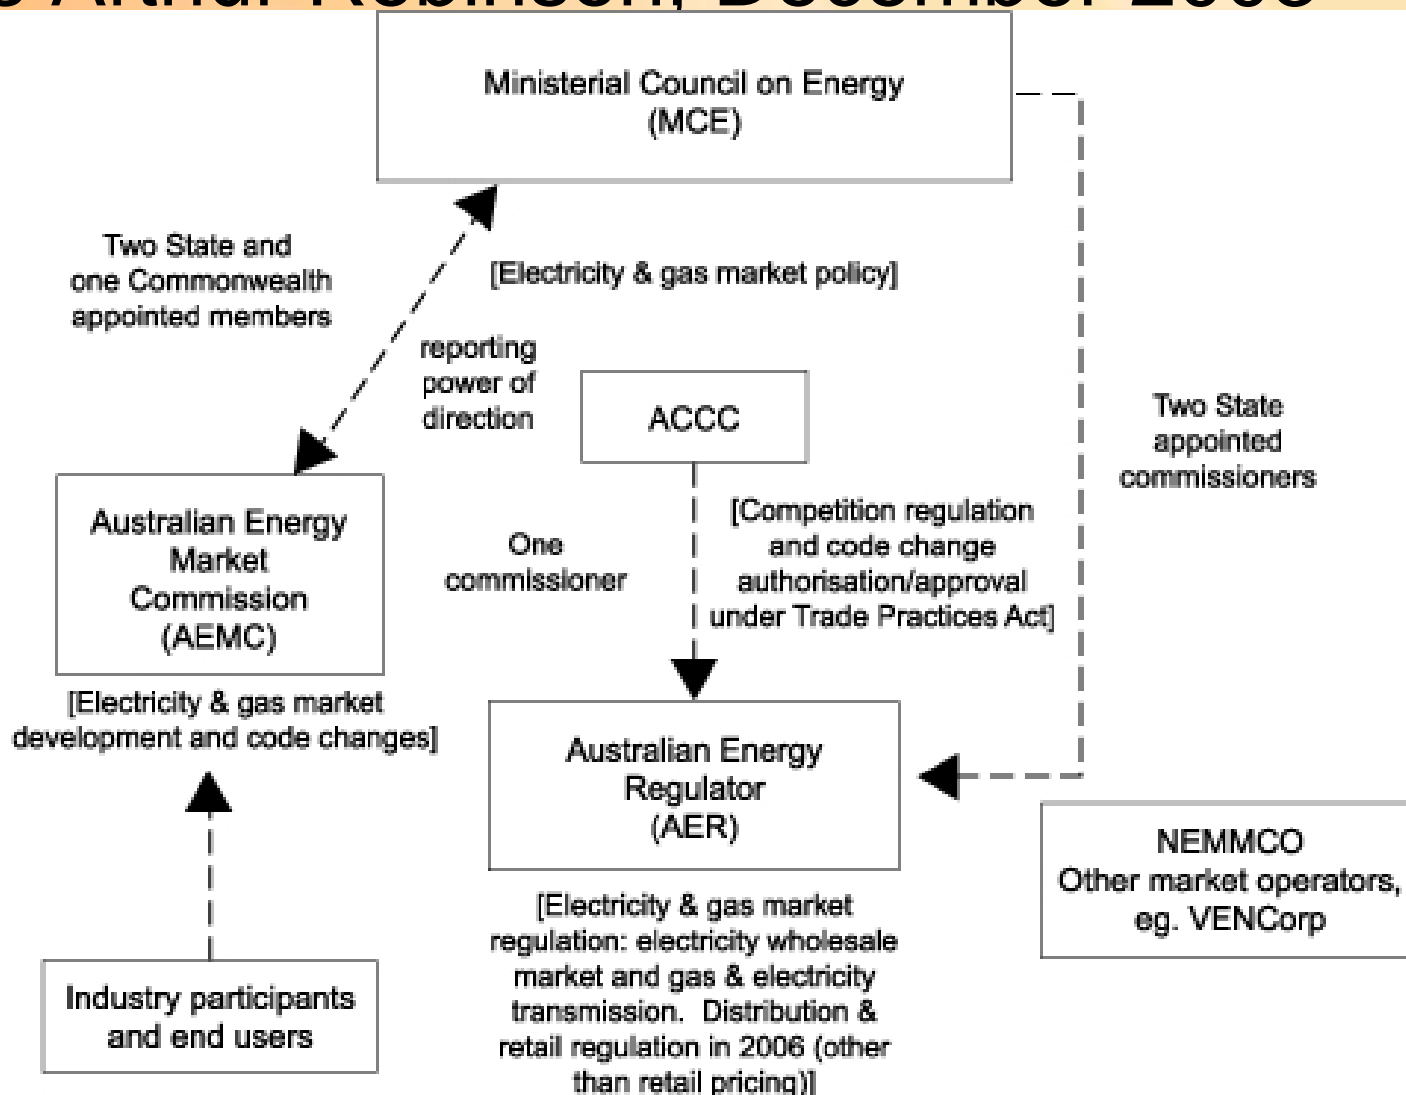 Arthur Robinson, December
Ministerial Council on Energy
(MCE)
Two State and
one Commonwealth
appointed members
[Electricity & gas market policy]
reporting
power of
direction
ACCC
Two State
appointed
commissioners
Australian Energy
Market
Commission
(AEMC)
One
commissioner
[Competition regulation
and code change
authorisation/approval
under Trade Practices Act]
[Electricity & gas market
development and code changes]
Australian Energy
Regulator
(AER)
NEMMCO
Other market operators,
eg. VENCorp
[Electricity & gas market
regulation: electricity wholesale
market and gas & electricity
transmission. Distribution &
retail regulation in 2006 (other
than retail pricing)]
Industry participants
and end users